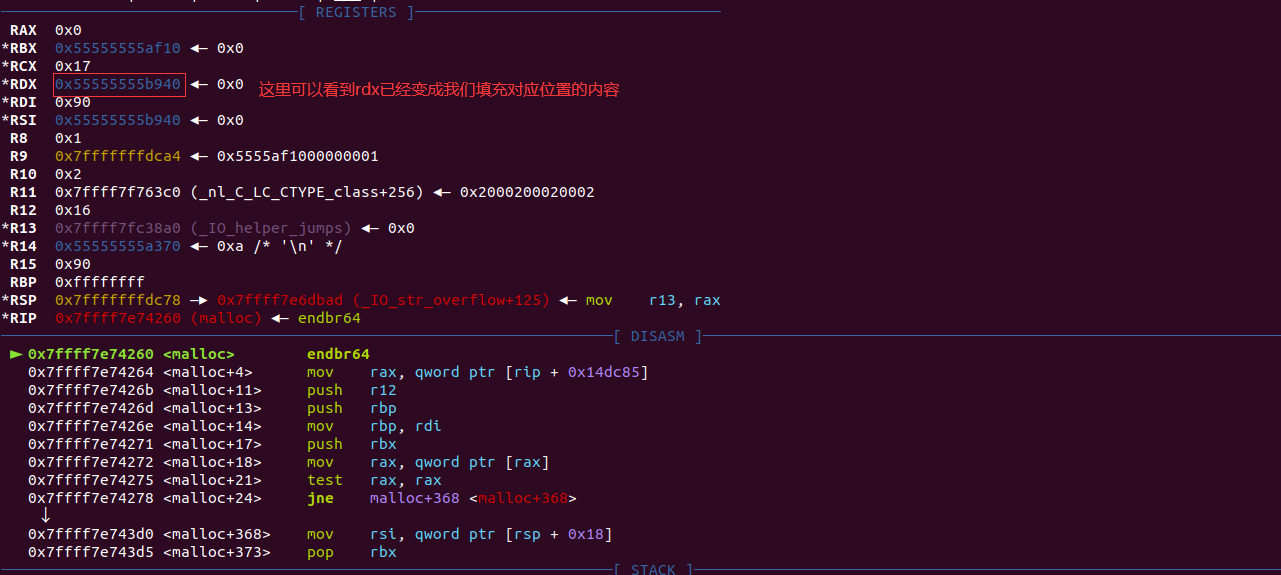 [ REGISTERS ]
RAX 0x0
*RBX 0x55555555af10 ◂— 0x0
*RCX 0x17
*RDX 0x55555555b940 ◂— 0x0 这里可以看到rdx已经变成我们填充对应位置的内容
*RDI 0x90
*RSI 0x55555555b940 ◂— 0x0
R8 0x1
R9 0x7fffffffdca4 ◂— 0x5555af1000000001
R10 0x2
R11 0x7ffff7f763c0 (_nl_C_LC_CTYPE_class+256) ◂— 0x2000200020002
R12 0x16
*R13 0x7ffff7fc38a0 (_IO_helper_jumps) ◂— 0x0
*R14 0x55555555a370 ◂— 0xa /* '\n' */
R15 0x90
RBP 0xffffffff
*RSP 0x7fffffffdc78 —▸ 0x7ffff7e6dbad (_IO_str_overflow+125) ◂— mov r13, rax
*RIP 0x7ffff7e74260 (malloc) ◂— endbr64
[ DISASM ]
► 0x7ffff7e74260 <malloc> endbr64
0x7ffff7e74264 <malloc+4> mov rax, qword ptr [rip + 0x14dc85]
0x7ffff7e7426b <malloc+11> push r12
0x7ffff7e7426d <malloc+13> push rbp
0x7ffff7e7426e <malloc+14> mov rbp, rdi
0x7ffff7e74271 <malloc+17> push rbx
0x7ffff7e74272 <malloc+18> mov rax, qword ptr [rax]
0x7ffff7e74275 <malloc+21> test rax, rax
0x7ffff7e74278 <malloc+24> jne malloc+368 <malloc+368>
↓
0x7ffff7e743d0 <malloc+368> mov rsi, qword ptr [rsp + 0x18]
0x7ffff7e743d5 <malloc+373> pop rbx
[ STACK ]